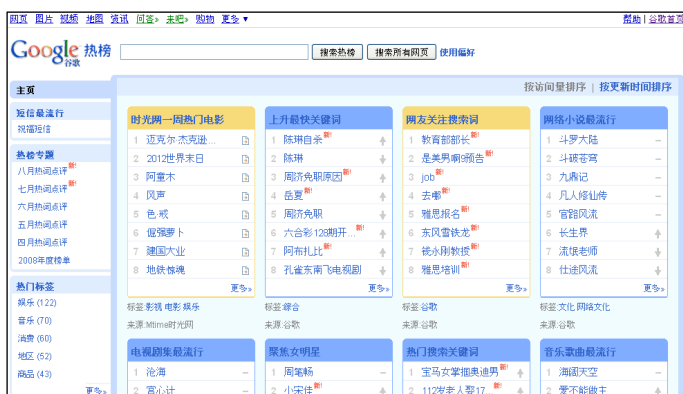 网页 图片 视频 地图 资讯 问答» 来吧» 购物 更多 ▼
帮助 | 谷歌首页
Google 谷歌 热榜
搜索热榜 搜索所有网页 使用偏好
主页
按访问量排序 | 按更新时间排序
短信最流行
祝福短信
热榜专题
八月热词点评 新!
七月热词点评 新!
六月热词点评
五月热词点评
四月热词点评
2008年度榜单
热门标签
娱乐 (122)
音乐 (70)
消费 (60)
地区 (52)
商品 (43)
更多»
时光网一周热门电影
1 迈克尔·杰克逊...
2 2012世界末日
3 阿童木
4 风声
5 色·戒
6 倔强萝卜
7 建国大业
8 地铁惊魂
更多»
标签:影视 电影 娱乐
来源:Mtime时光网
上升最快关键词
1 陈琳自杀 新!
2 陈琳
3 周济免职原因 新!
4 岳夏 新!
5 周济免职
6 六合彩128期开... 新!
7 阿布扎比 新!
8 孔雀东南飞电视剧
更多»
标签:综合
来源:谷歌
网友关注搜索词
1 教育部部长 新!
2 是美男啊9预告 新!
3 job 新!
4 去哪 新!
5 雅思报名 新!
6 东风雪铁龙 新!
7 被永刚教授 新!
8 雅思培训 新!
更多»
标签:谷歌
来源:谷歌
网络小说最流行
1 斗罗大陆
2 斗破苍穹
3 九鼎记
4 凡人修仙传
5 官路风流
6 长生界
7 流氓老师
8 仕途风流
更多»
标签:文化 网络文化
来源:谷歌
电视剧集最流行
1 沧海
2 宫心计
聚焦女明星
1 周笔畅
2 小宋佳 新!
热门搜索关键词
1 宝马女掌掴奥迪男 新!
2 112岁老人娶17... 新!
音乐歌曲最流行
1 海阔天空
2 爱不能做主